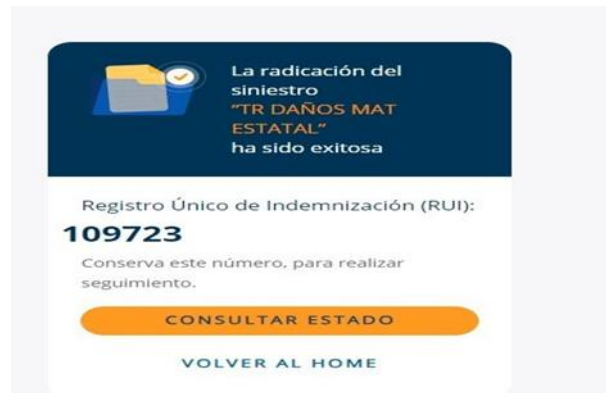 La radicación del
siniestro
"TR DAÑOS MAT
ESTATAL"
ha sido exitosa
Registro Único de Indemnización (RUI):
109723
Conserva este número, para realizar
seguimiento.
CONSULTAR ESTADO
VOLVER AL HOME